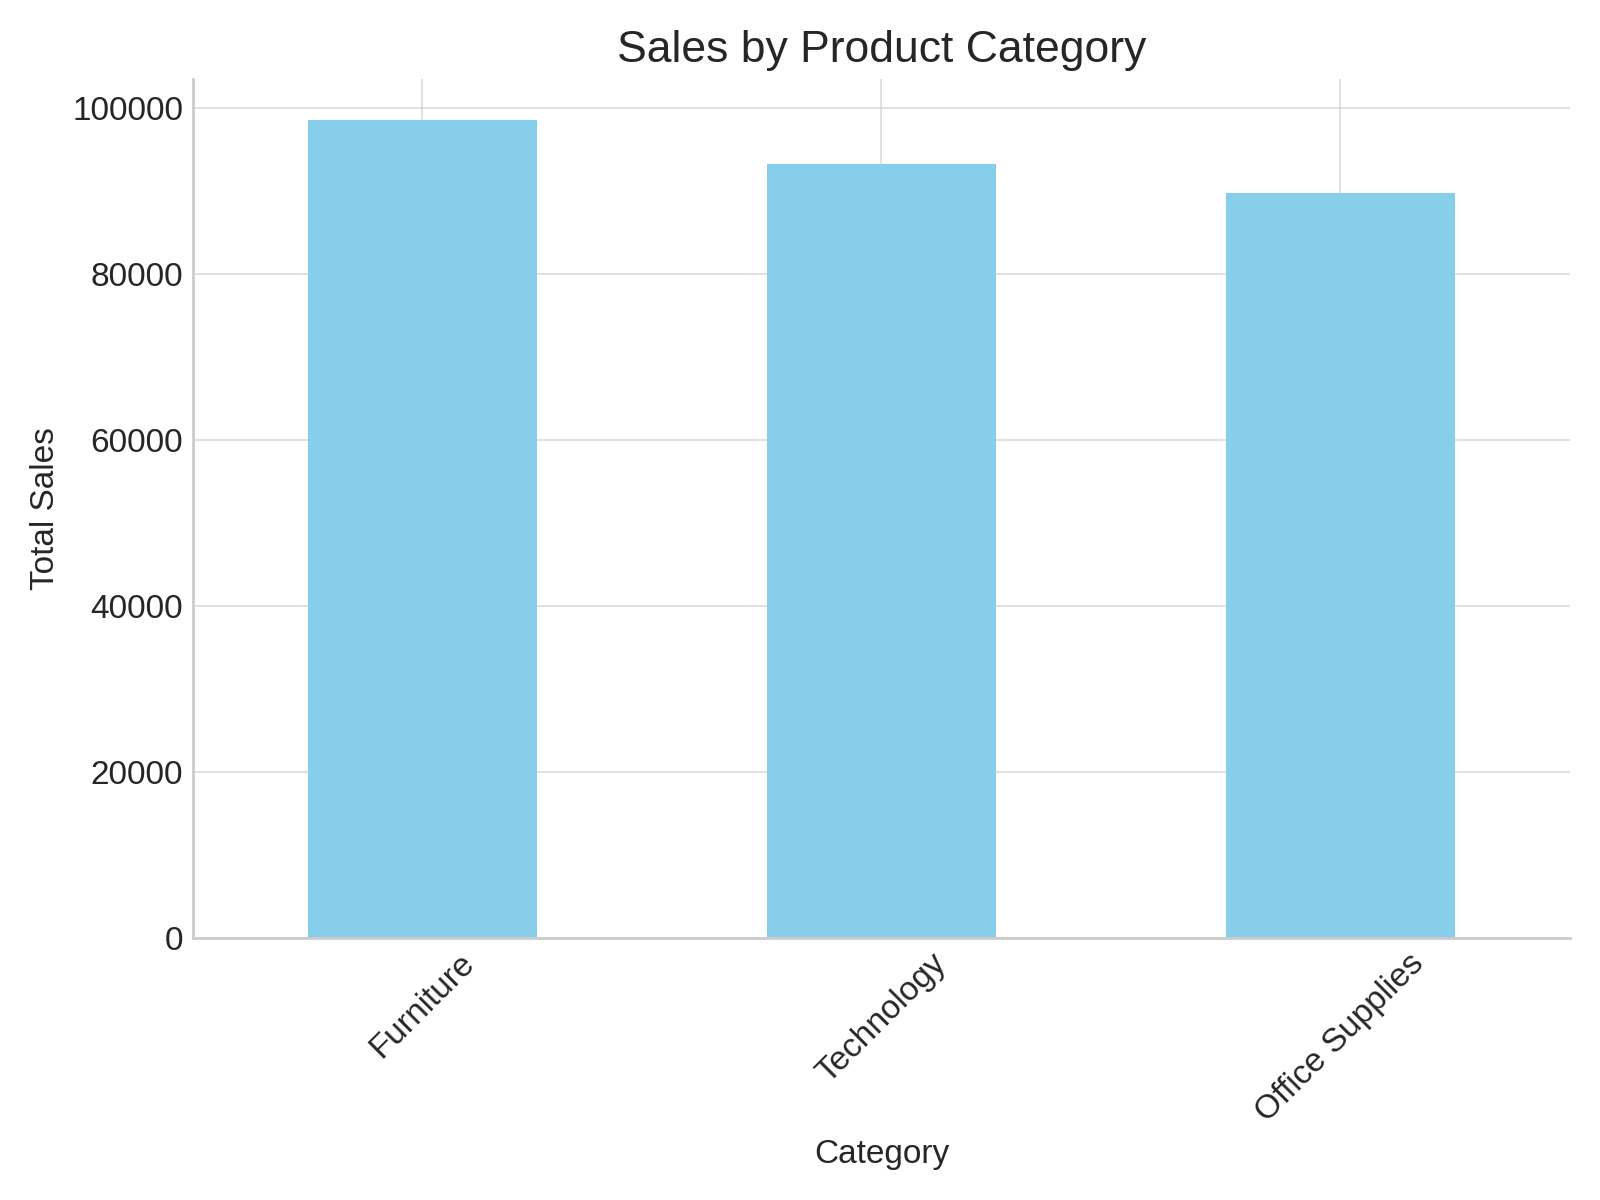 Sales by Product Category
Total Sales
100000
80000
60000
40000
20000
0
Furniture
Technology
Office Supplies
Category